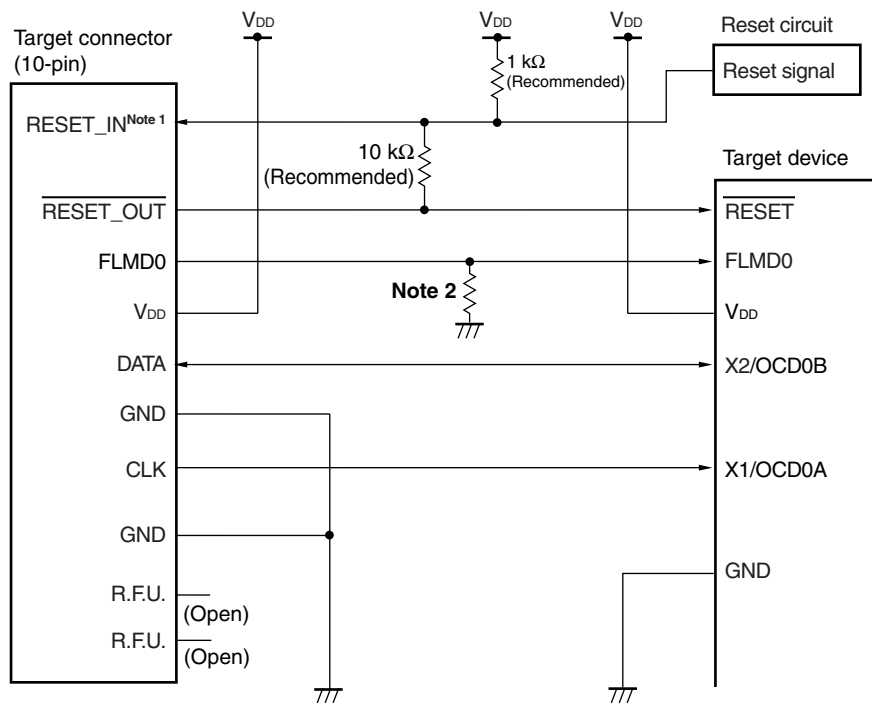 VDD
VDD
VDD
Reset circuit
Target connector
(10-pin)
1 kΩ
(Recommended)
Reset signal
RESET_INNote 1
10 kΩ
(Recommended)
Target device
RESET_OUT
RESET
FLMD0
FLMD0
Note 2
VDD
VDD
DATA
X2/OCD0B
GND
CLK
X1/OCD0A
GND
GND
R.F.U.
(Open)
R.F.U.
(Open)